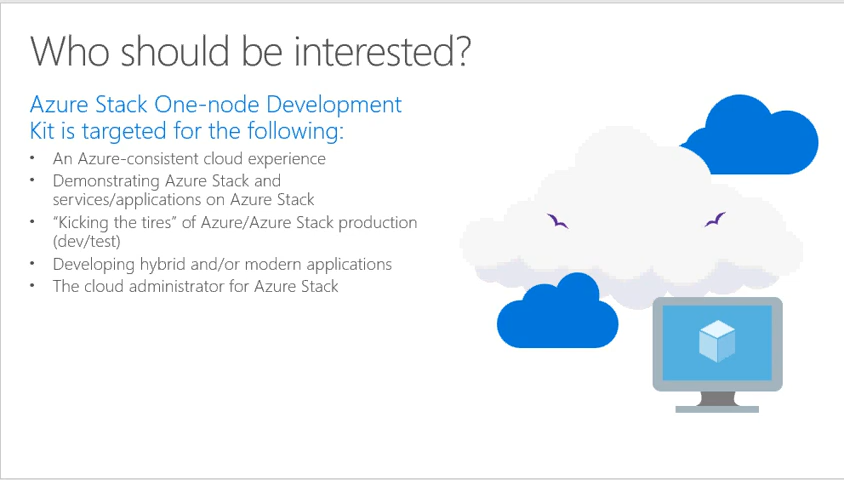 Who should be interested?
Azure Stack One-node Development
Kit is targeted for the following:
• An Azure-consistent cloud experience
• Demonstrating Azure Stack and
services/applications on Azure Stack
• “Kicking the tires” of Azure/Azure Stack production
(dev/test)
• Developing hybrid and/or modern applications
• The cloud administrator for Azure Stack